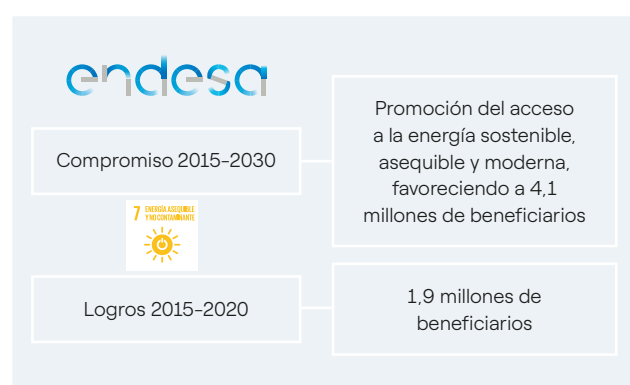 endesa
Compromiso 2015-2030
Promoción del acceso
a la energía sostenible,
asequible y moderna,
favoreciendo a 4,1
millones de beneficiarios
7 ENERGÍA ASEQUIBLE
Y NO CONTAMINANTE
Logros 2015-2020
1,9 millones de
beneficiarios